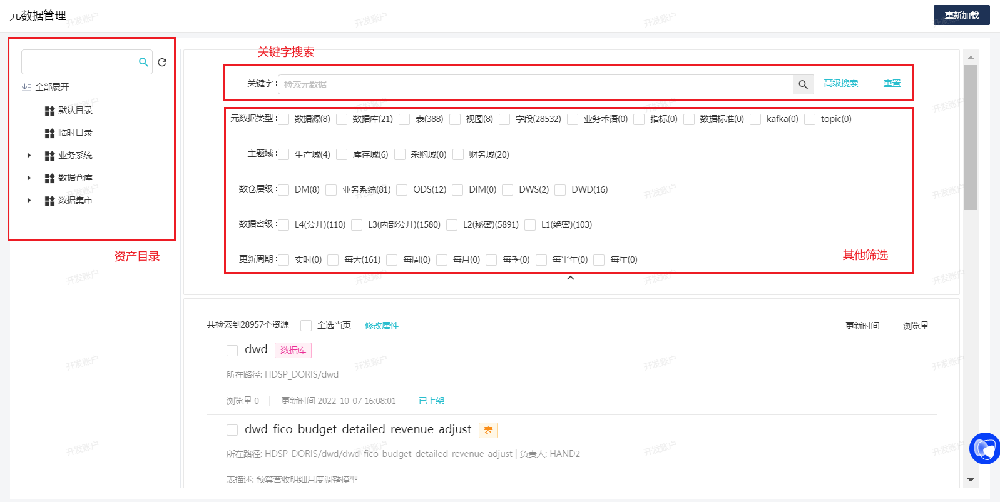 元数据管理
重新加载
全部展开
默认目录
临时目录
业务系统
数据仓库
数据集市
资产目录
关键字搜索
关键字：检索元数据 高级搜索 重置
元数据类型： 数据源(8) 数据库(21) 表(388) 视图(8) 字段(28532) 业务术语(0) 指标(0) 数据标准(0) kafka(0) topic(0)
主题域： 生产域(4) 库存域(6) 采购域(0) 财务域(20)
数仓层级： DM(8) 业务系统(81) ODS(12) DIM(0) DWS(2) DWD(16)
数据密级： L4(公开)(110) L3(内部公开)(1580) L2(秘密)(5891) L1(绝密)(103)
更新周期： 实时(0) 每天(161) 每周(0) 每月(0) 每季(0) 每半年(0) 每年(0)
其他筛选
共检索到28957个资源 全选当页 修改属性 更新时间 浏览量
dwd 数据库
所在路径: HDSP_DORIS/dwd
浏览量 0 | 更新时间 2022-10-07 16:08:01 | 已上架
dwd_fico_budget_detailed_revenue_adjust 表
所在路径: HDSP_DORIS/dwd/dwd_fico_budget_detailed_revenue_adjust | 负责人: HAND2
表描述: 预算营收明细月度调整模型
开发账户